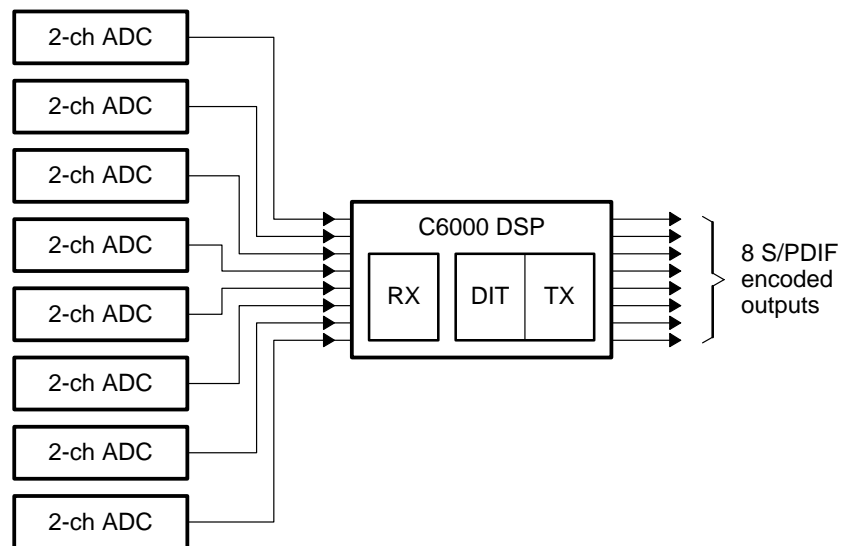 2-ch ADC
2-ch ADC
2-ch ADC
2-ch ADC
2-ch ADC
2-ch ADC
2-ch ADC
2-ch ADC
C6000 DSP
RX
DIT
TX
8 S/PDIF
encoded
outputs